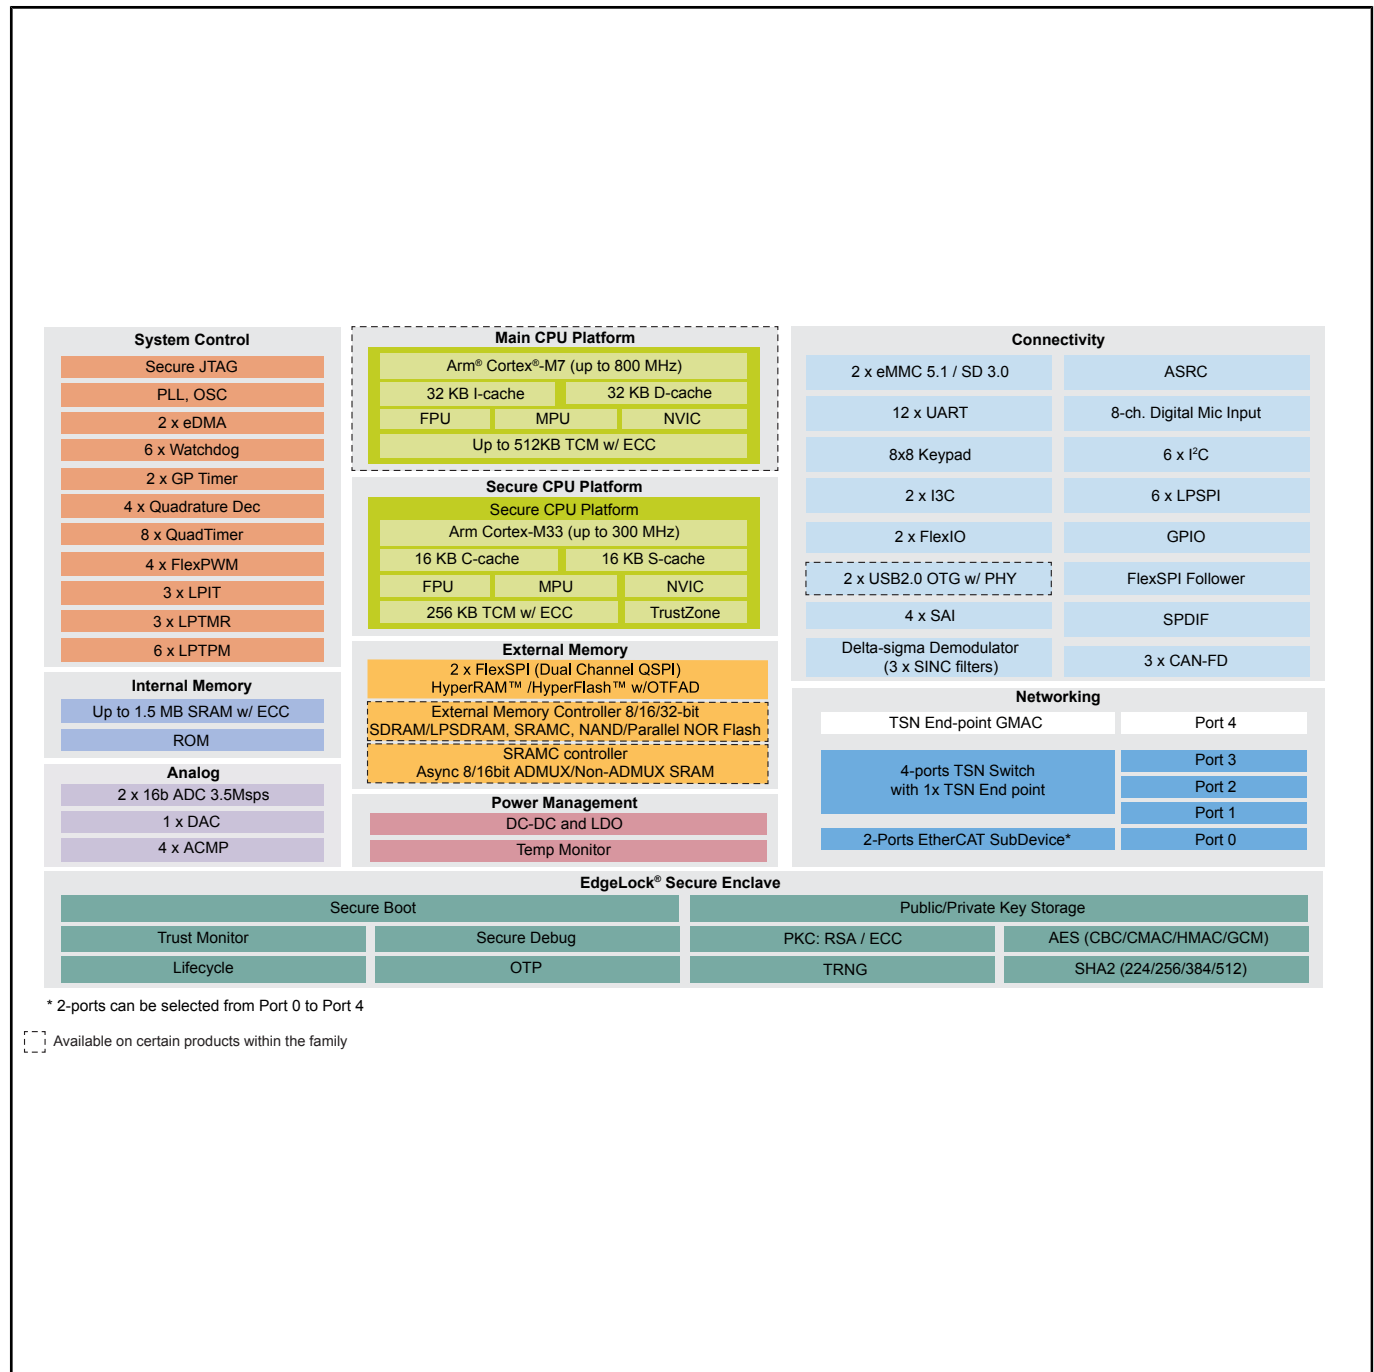 System Control
Secure JTAG
PLL, OSC
2 x eDMA
6 x Watchdog
2 x GP Timer
4 x Quadrature Dec
8 x QuadTimer
4 x FlexPWM
3 x LPIT
3 x LPTMR
6 x LPTPM
Internal Memory
Up to 1.5 MB SRAM w/ ECC
ROM
Analog
2 x 16b ADC 3.5Msps
1 x DAC
4 x ACMP
Main CPU Platform
Arm® Cortex®-M7 (up to 800 MHz)
32 KB I-cache
32 KB D-cache
FPU
MPU
NVIC
Up to 512KB TCM w/ ECC
Secure CPU Platform
Secure CPU Platform
Arm Cortex-M33 (up to 300 MHz)
16 KB C-cache
16 KB S-cache
FPU
MPU
NVIC
256 KB TCM w/ ECC
TrustZone
External Memory
2 x FlexSPI (Dual Channel QSPI)
HyperRAM™ /HyperFlash™ w/OTFAD
External Memory Controller 8/16/32-bit
SDRAM/LPSDRAM, SRAMC, NAND/Parallel NOR Flash
SRAMC controller
Async 8/16bit ADMUX/Non-ADMUX SRAM
Power Management
DC-DC and LDO
Temp Monitor
Connectivity
2 x eMMC 5.1 / SD 3.0
ASRC
12 x UART
8-ch. Digital Mic Input
8x8 Keypad
6 x I²C
2 x I3C
6 x LPSPI
2 x FlexIO
GPIO
2 x USB2.0 OTG w/ PHY
FlexSPI Follower
4 x SAI
SPDIF
Delta-sigma Demodulator
(3 x SINC filters)
3 x CAN-FD
Networking
TSN End-point GMAC
Port 4
4-ports TSN Switch
with 1x TSN End point
Port 3
Port 2
Port 1
2-Ports EtherCAT SubDevice*
Port 0
EdgeLock® Secure Enclave
Secure Boot
Public/Private Key Storage
Trust Monitor
Secure Debug
PKC: RSA / ECC
AES (CBC/CMAC/HMAC/GCM)
Lifecycle
OTP
TRNG
SHA2 (224/256/384/512)
* 2-ports can be selected from Port 0 to Port 4
Available on certain products within the family